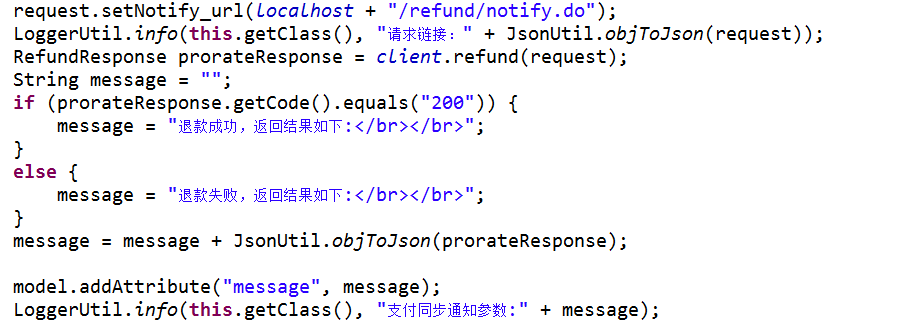 request.setNotify_url(localhost + "/refund/notify.do");
LoggerUtil.info(this.getClass(), "请求链接：" + JsonUtil.objToJson(request));
RefundResponse prorateResponse = client.refund(request);
String message = "";
if (prorateResponse.getCode().equals("200")) {
    message = "退款成功，返回结果如下:</br></br>";
}
else {
    message = "退款失败，返回结果如下:</br></br>";
}
message = message + JsonUtil.objToJson(prorateResponse);
model.addAttribute("message", message);
LoggerUtil.info(this.getClass(), "支付同步通知参数:" + message);